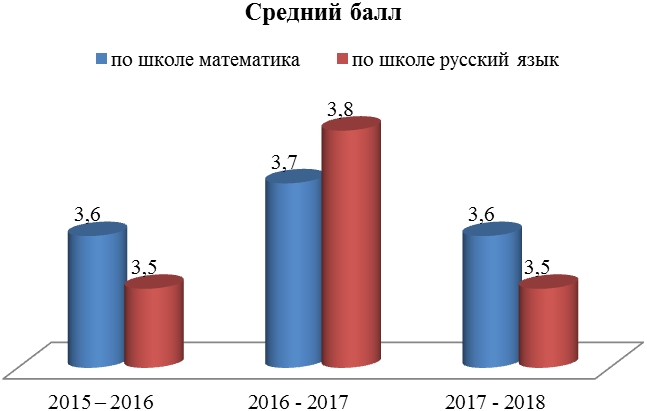 Средний балл
по школе математика по школе русский язык
3,8
3,7
3,6 3,6
3,5 3,5
2015 – 2016 2016 - 2017 2017 - 2018